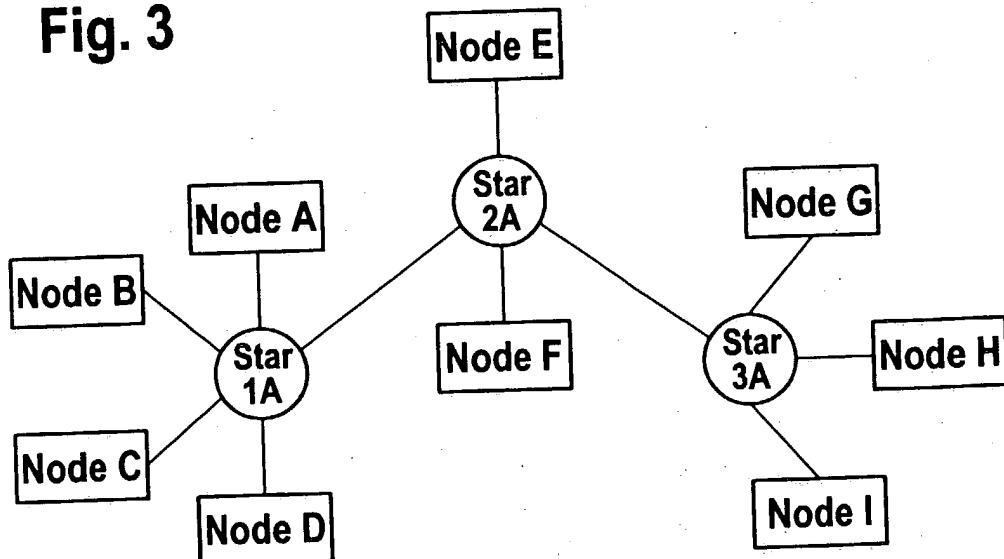 Fig. 3
Node E
Star
2A
Node A
Node G
Node B
Node F
Node H
Star
1A
Star
3A
Node C
Node D
Node I